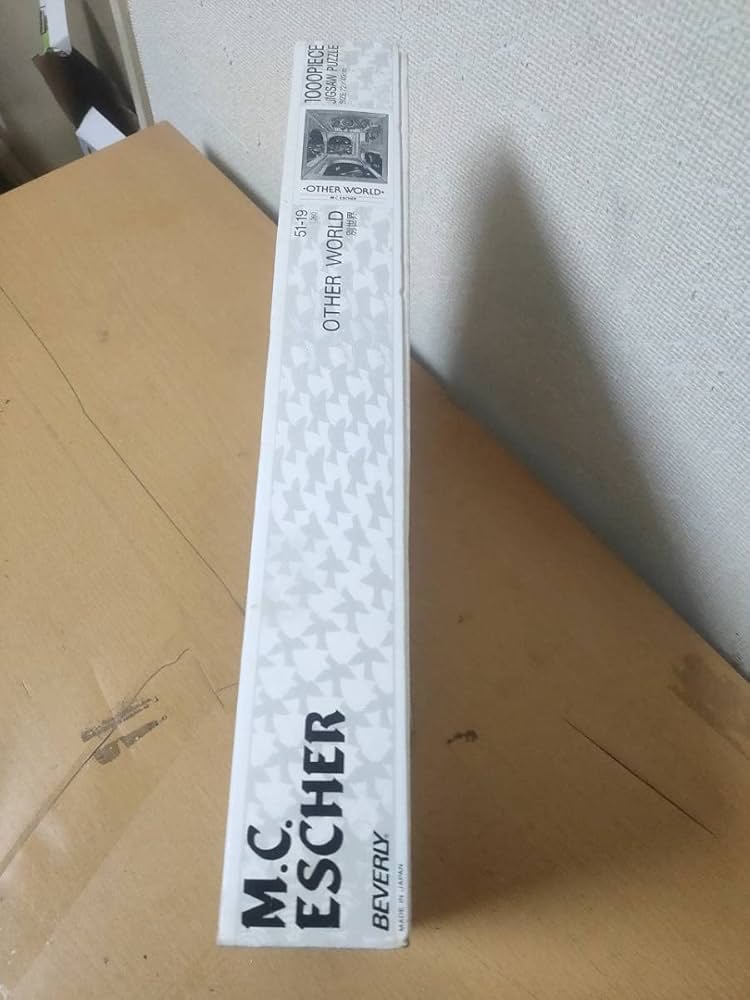 1000PIECE
JIGSAW PUZZLE
·OTHER WORLD·
M.C. ESCHER
51-19
OTHER WORLD
別世界
M.C.
ESCHER
BEVERLY
MADE IN JAPAN